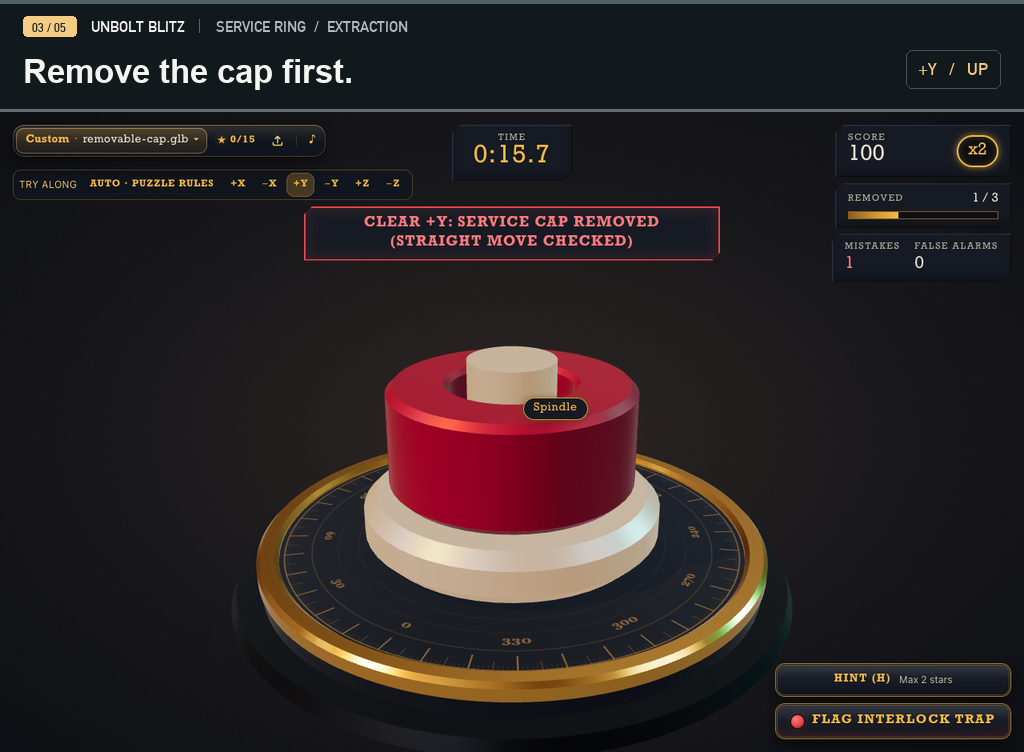 03 / 05 UNBOLT BLITZ SERVICE RING / EXTRACTION
Remove the cap first.
+Y / UP
Custom · removable-cap.glb
★ 0/15
♪
TIME
0:15.7
SCORE
100
x2
TRY ALONG AUTO · PUZZLE RULES +X −X +Y −Y +Z −Z
REMOVED 1 / 3
CLEAR +Y: SERVICE CAP REMOVED
(STRAIGHT MOVE CHECKED)
MISTAKES FALSE ALARMS
1 0
Spindle
60
30
0
330
300
270
240
HINT (H) Max 2 stars
FLAG INTERLOCK TRAP